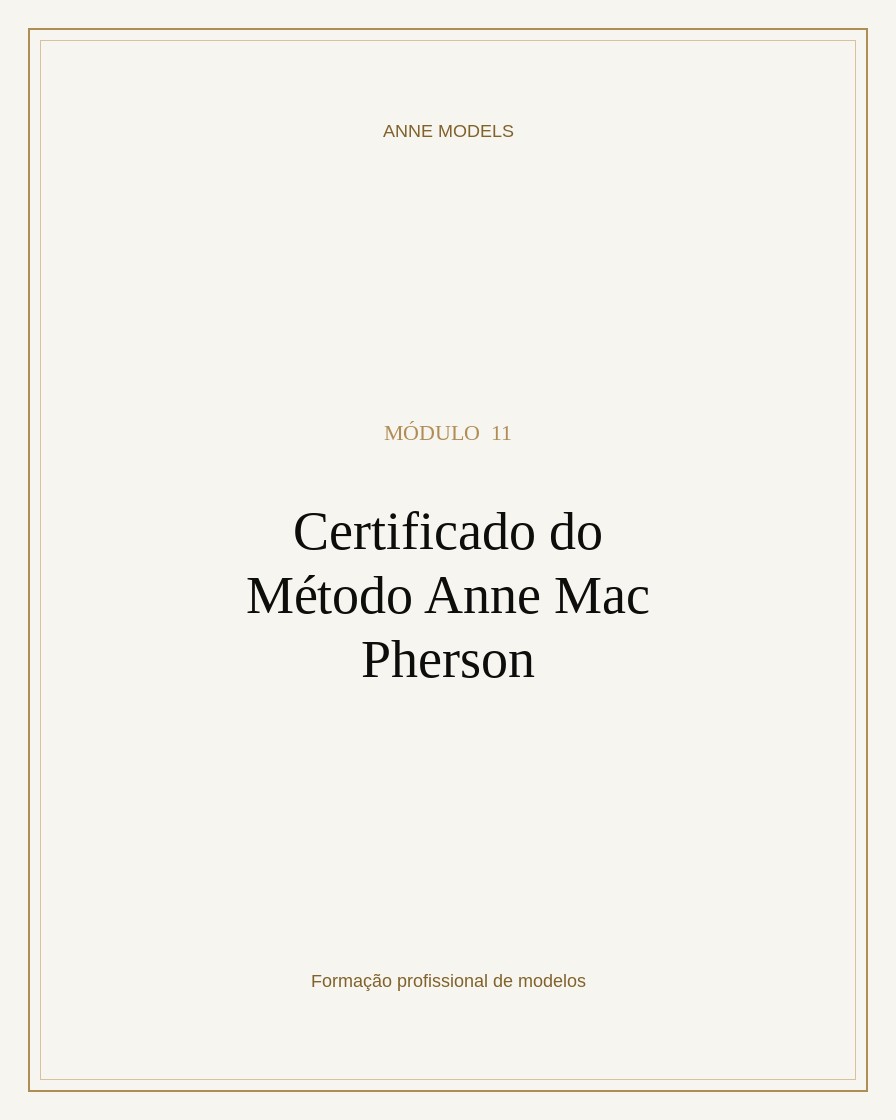 ANNE MODELS
MÓDULO 11
Certificado do
Método Anne Mac
Pherson
Formação profissional de modelos